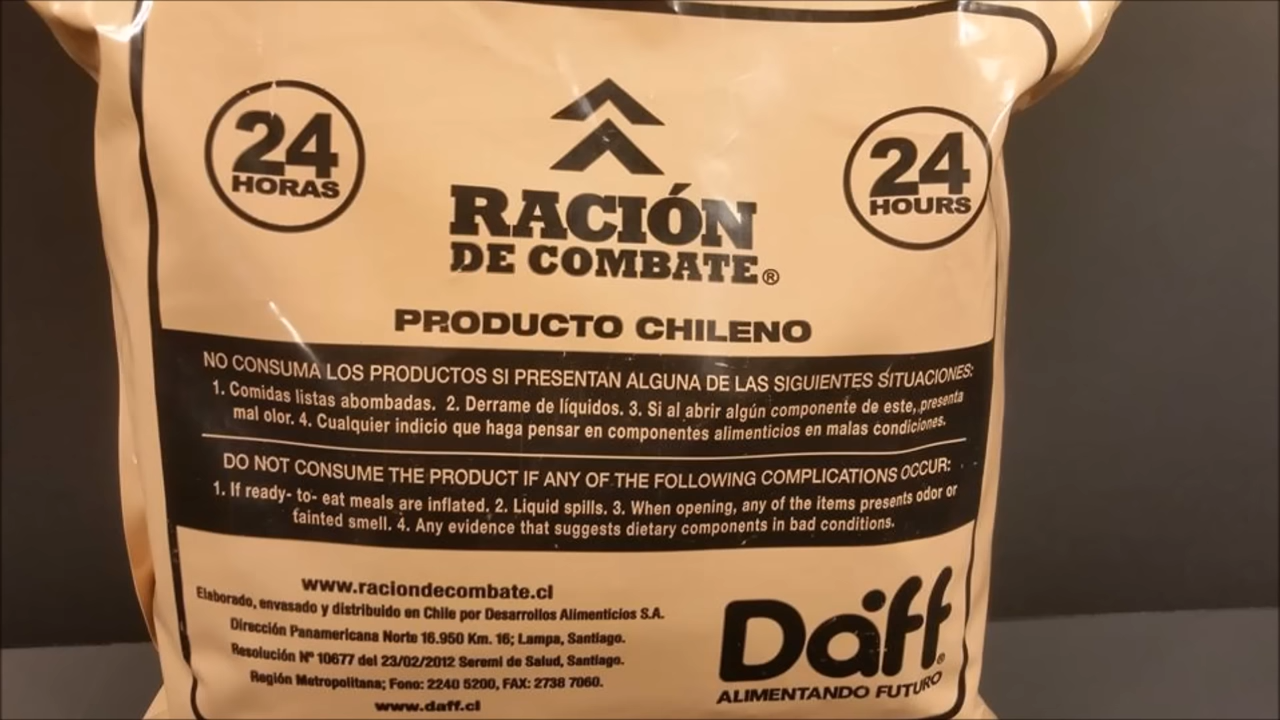 24
HORAS
24
HOURS
RACIÓN
DE COMBATE®
PRODUCTO CHILENO
NO CONSUMA LOS PRODUCTOS SI PRESENTAN ALGUNA DE LAS SIGUIENTES SITUACIONES:
1. Comidas listas abombadas. 2. Derrame de líquidos. 3. Si al abrir algún componente de este, presenta
mal olor. 4. Cualquier indicio que haga pensar en componentes alimenticios en malas condiciones.
DO NOT CONSUME THE PRODUCT IF ANY OF THE FOLLOWING COMPLICATIONS OCCUR:
1. If ready- to- eat meals are inflated. 2. Liquid spills. 3. When opening, any of the items presents odor or
tainted smell. 4. Any evidence that suggests dietary components in bad conditions.
www.raciondecombate.cl
Elaborado, envasado y distribuido en Chile por Desarrollos Alimenticios S.A.
Dirección Panamericana Norte 16.950 Km. 16; Lampa, Santiago.
Resolución Nº 10677 del 23/02/2012 Seremi de Salud, Santiago.
Región Metropolitana; Fono: 2240 5200, FAX: 2738 7060.
www.daff.cl
Daff®
ALIMENTANDO FUTURO